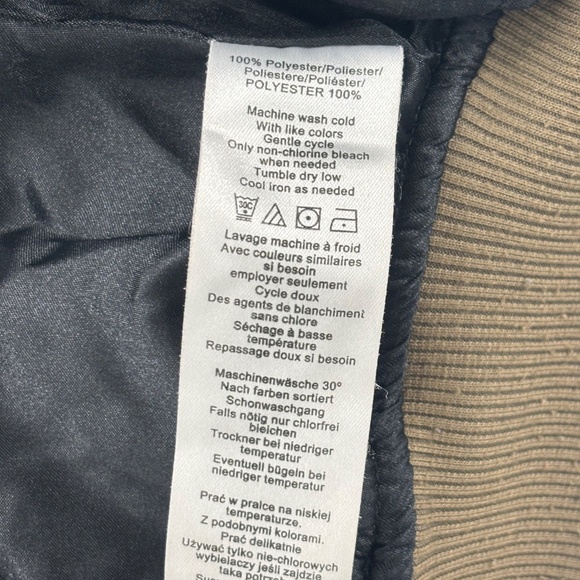 100% Polyester/Poliester/
Poliestere/Poliéster/
POLYESTER 100%
Machine wash cold
With like colors
Gentle cycle
Only non-chlorine bleach
when needed
Tumble dry low
Cool iron as needed
30C
Lavage machine à froid
Avec couleurs similaires
si besoin
employer seulement
Cycle doux
Des agents de blanchiment
sans chlore
Séchage à basse
température
Repassage doux si besoin
Maschinenwäsche 30º
Nach farben sortiert
Schonwaschgang
Falls nötig nur chlorfrei
bleichen
Trockner bei niedriger
temperatur
Eventuell bügeln bei
niedriger temperatur
Prać w pralce na niskiej
temperaturze.
Z podobnymi kolorami.
Prać delikatnie
Używać tylko nie-chlorowych
wybielaczy jeśli zajdzie